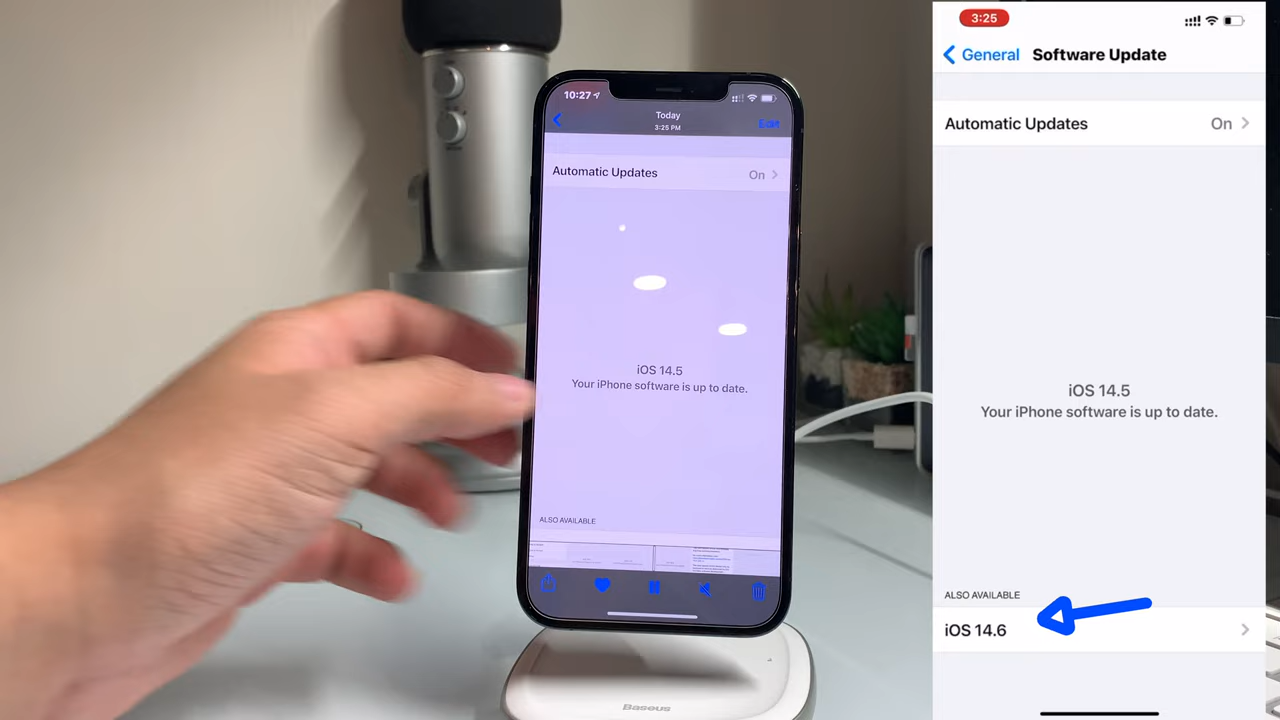 10:27
Today
3:25 PM
Edit
Automatic Updates
On
iOS 14.5
Your iPhone software is up to date.
ALSO AVAILABLE
Baseus
3:25
General
Software Update
Automatic Updates
On
iOS 14.5
Your iPhone software is up to date.
ALSO AVAILABLE
iOS 14.6